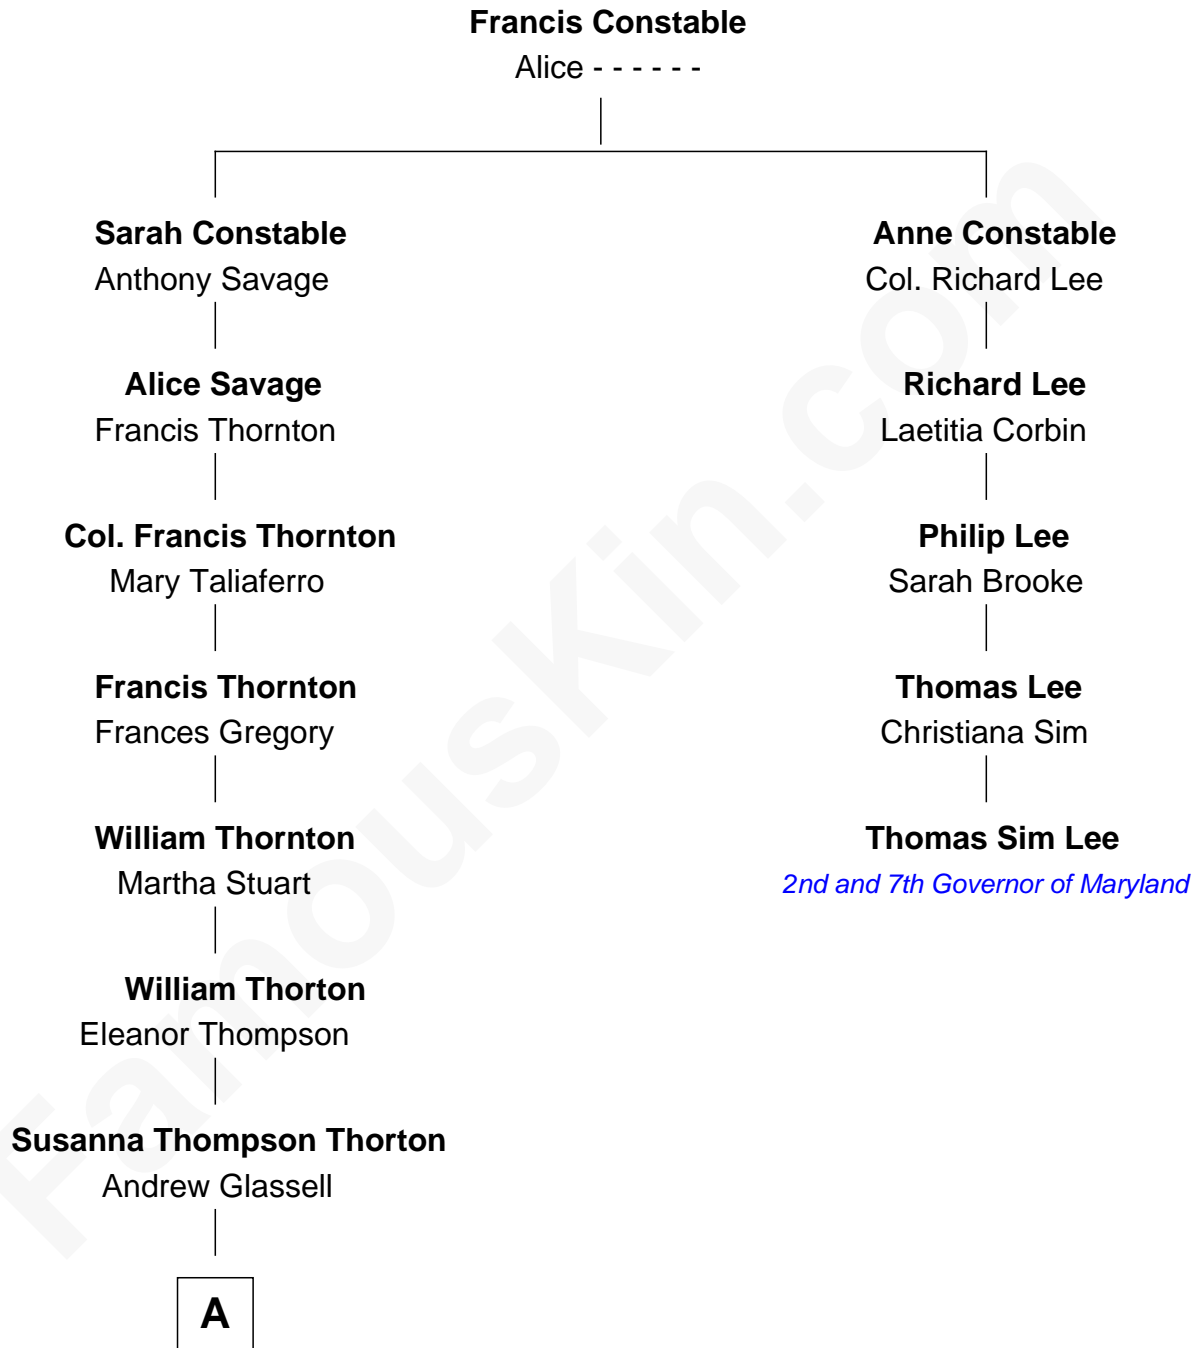 Francis Constable
Alice - - - - - -
Sarah Constable
Anthony Savage
Anne Constable
Col. Richard Lee
Alice Savage
Francis Thornton
Richard Lee
Laetitia Corbin
Col. Francis Thornton
Mary Taliaferro
Philip Lee
Sarah Brooke
Francis Thornton
Frances Gregory
Thomas Lee
Christiana Sim
William Thornton
Martha Stuart
Thomas Sim Lee
2nd and 7th Governor of Maryland
William Thorton
Eleanor Thompson
Susanna Thompson Thorton
Andrew Glassell
A
FamousKin.com